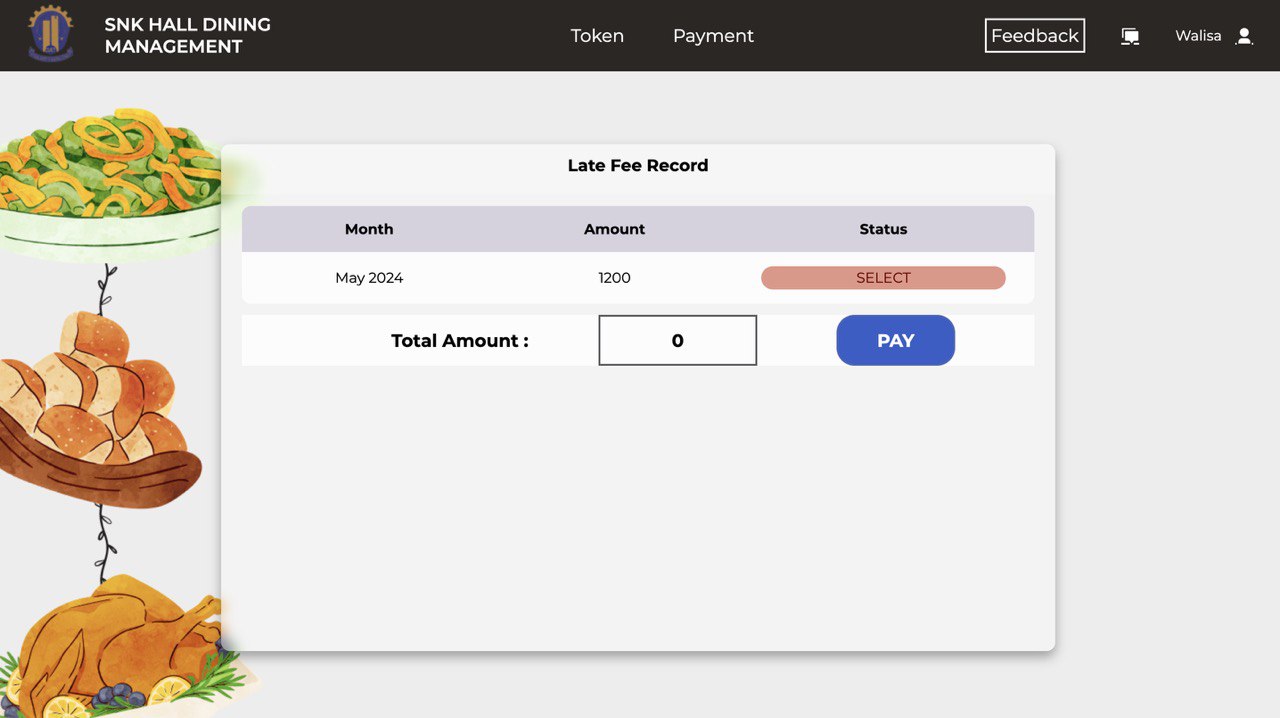 SNK HALL DINING
MANAGEMENT
Token Payment Feedback Walisa
Late Fee Record
Month Amount Status
May 2024 1200 SELECT
Total Amount : 0 PAY